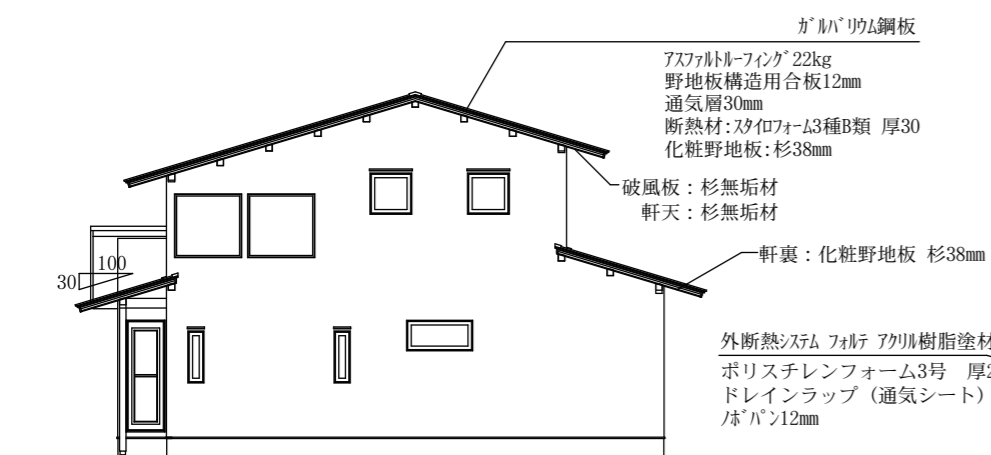 ｶﾞﾙﾊﾞﾘｳﾑ鋼板
ｱｽﾌｧﾙﾄﾙｰﾌｨﾝｸﾞ22kg
野地板構造用合板12mm
通気層30mm
断熱材:ｽﾀｲﾛﾌｫｰﾑ3種B類 厚30
化粧野地板:杉38mm
破風板：杉無垢材
軒天：杉無垢材
軒裏：化粧野地板 杉38mm
100
30
外断熱ｼｽﾃﾑ ﾌｫﾙﾃ ｱｸﾘﾙ樹脂塗材
ポリスチレンフォーム3号 厚2
ドレインラップ（通気シート）
ﾉﾎﾞﾊﾟﾝ12mm